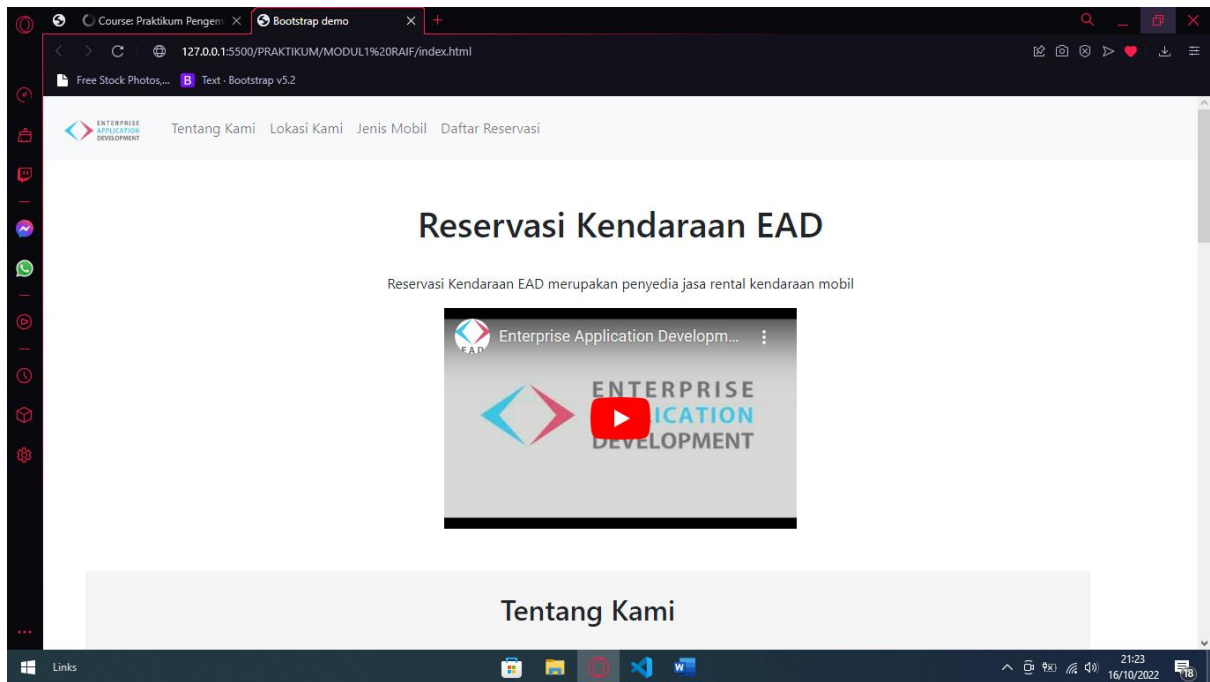 Course: Praktikum Pengem
Bootstrap demo
127.0.0.1:5500/PRAKTIKUM/MODUL1%20RAIF/index.html
Free Stock Photos,...
B Text · Bootstrap v5.2
ENTERPRISE
APPLICATION
DEVELOPMENT
Tentang Kami Lokasi Kami Jenis Mobil Daftar Reservasi
Reservasi Kendaraan EAD
Reservasi Kendaraan EAD merupakan penyedia jasa rental kendaraan mobil
Enterprise Application Developm...
EAD
ENTERPRISE
ICATION
DEVELOPMENT
Tentang Kami
Links
21:23
16/10/2022
18